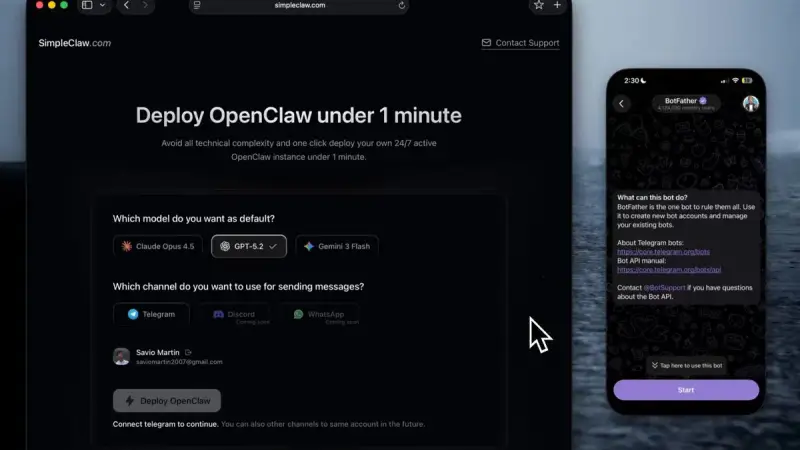 simpleclaw.com
SimpleClaw.com
Contact Support
Deploy OpenClaw under 1 minute
Avoid all technical complexity and one click deploy your own 24/7 active
OpenClaw instance under 1 minute.
Which model do you want as default?
Claude Opus 4.5
GPT-5.2
Gemini 3 Flash
Which channel do you want to use for sending messages?
Telegram
Discord
Coming soon
WhatsApp
Coming soon
Savio Martin
saviomartin2007@gmail.com
Deploy OpenClaw
Connect telegram to continue. You can also other channels to same account in the future.
2:30
BotFather
What can this bot do?
BotFather is the one bot to rule them all. Use
it to create new bot accounts and manage
your existing bots.
About Telegram bots:
https://core.telegram.org/bots
Bot API manual:
https://core.telegram.org/bots/api
Contact @BotSupport if you have questions
about the Bot API.
Tap here to use this bot
Start